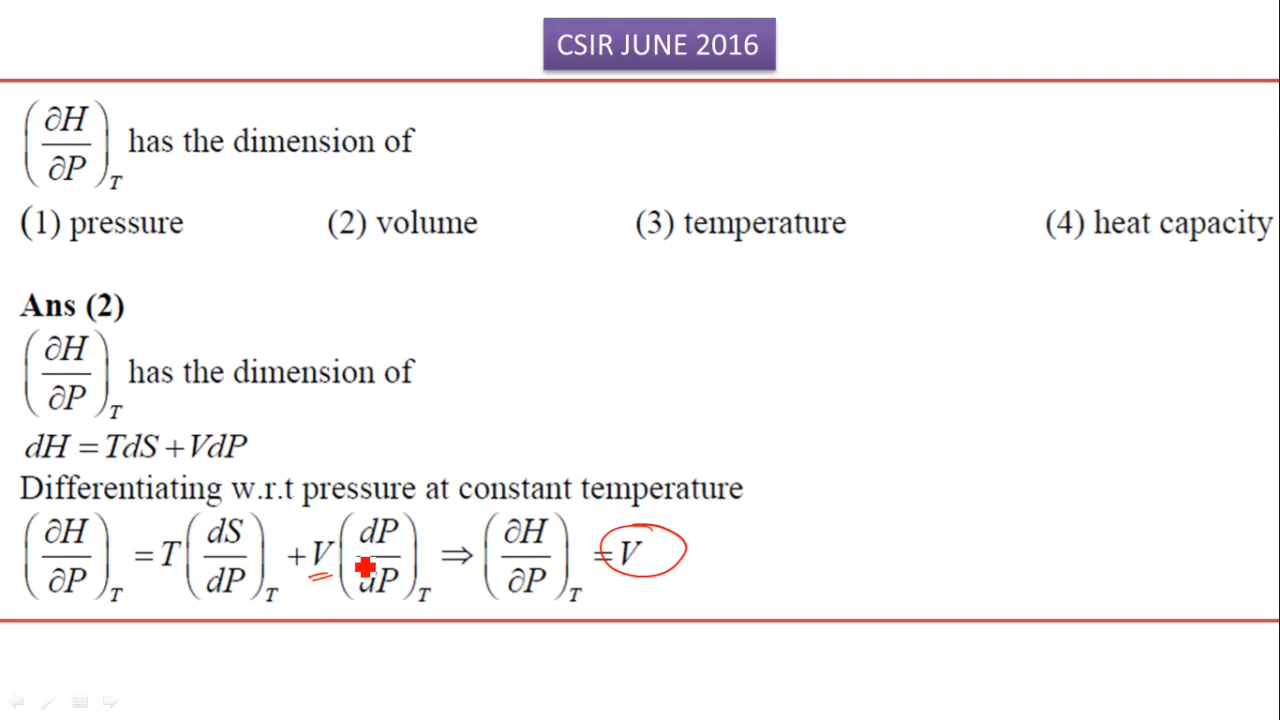 CSIR JUNE 2016
(∂H/∂P)_T has the dimension of
(1) pressure (2) volume (3) temperature (4) heat capacity
Ans (2)
(∂H/∂P)_T has the dimension of
dH = TdS + VdP
Differentiating w.r.t pressure at constant temperature
(∂H/∂P)_T = T(dS/dP)_T + V(dP/dP)_T ⇒ (∂H/∂P)_T = V